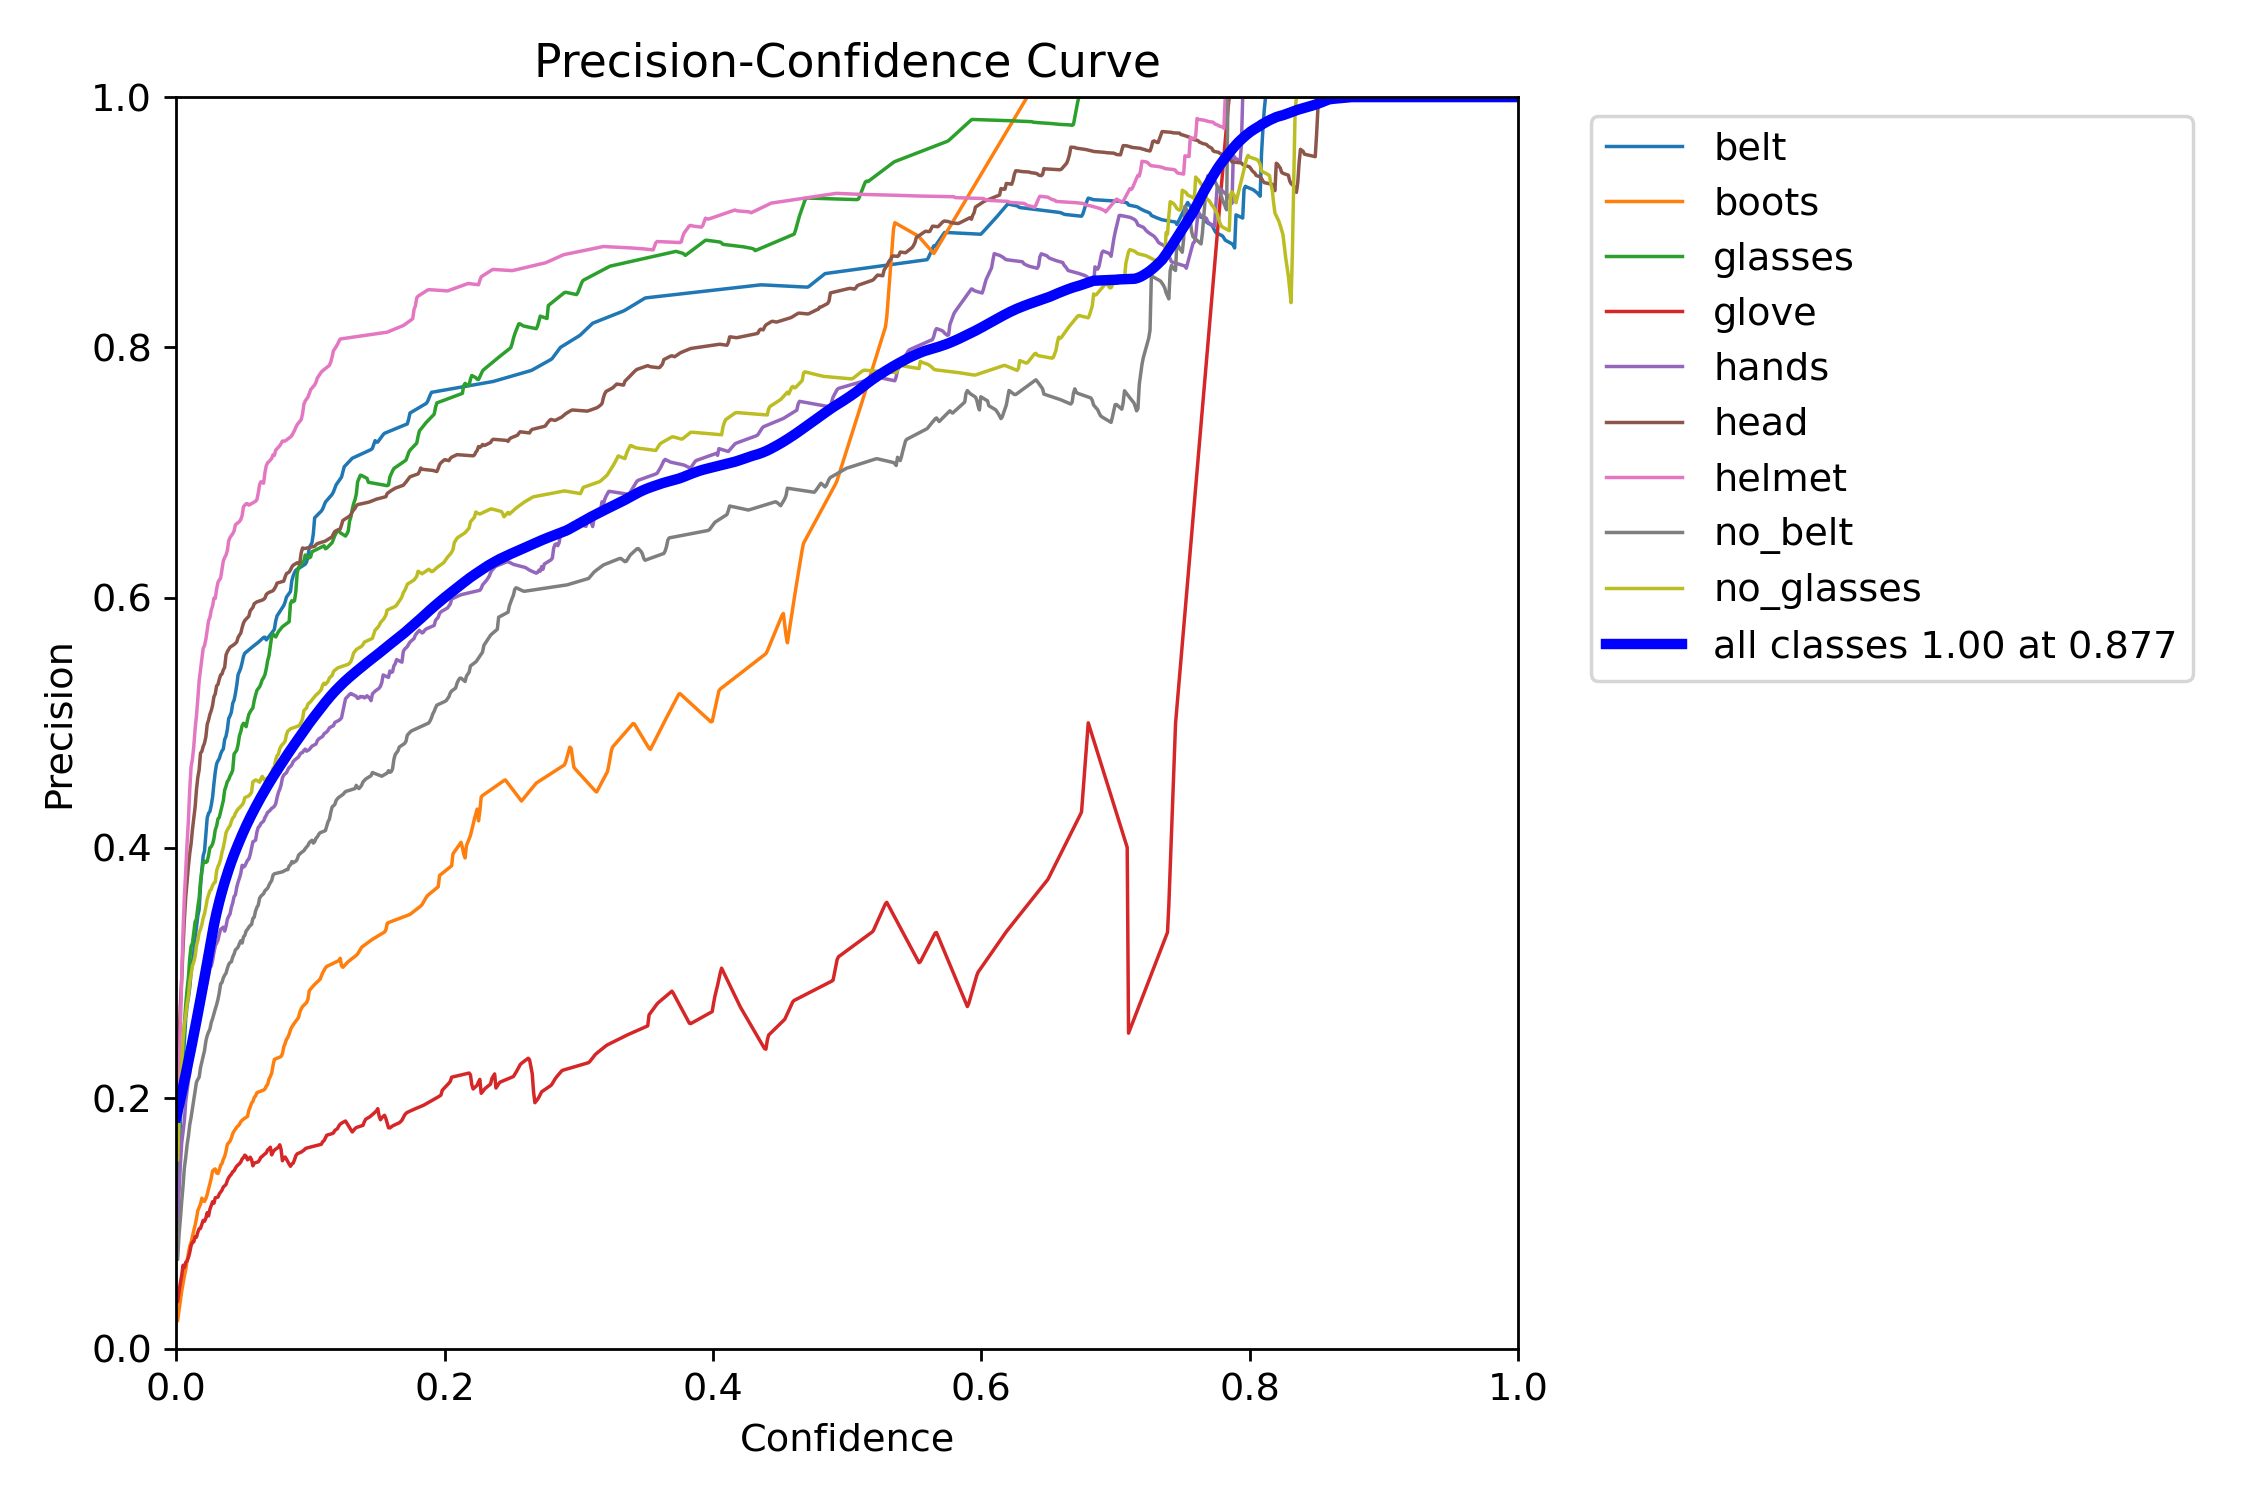 Precision-Confidence Curve
1.0
0.8
0.6
0.4
0.2
0.0
Precision
0.0 0.2 0.4 0.6 0.8 1.0
Confidence
belt
boots
glasses
glove
hands
head
helmet
no_belt
no_glasses
all classes 1.00 at 0.877